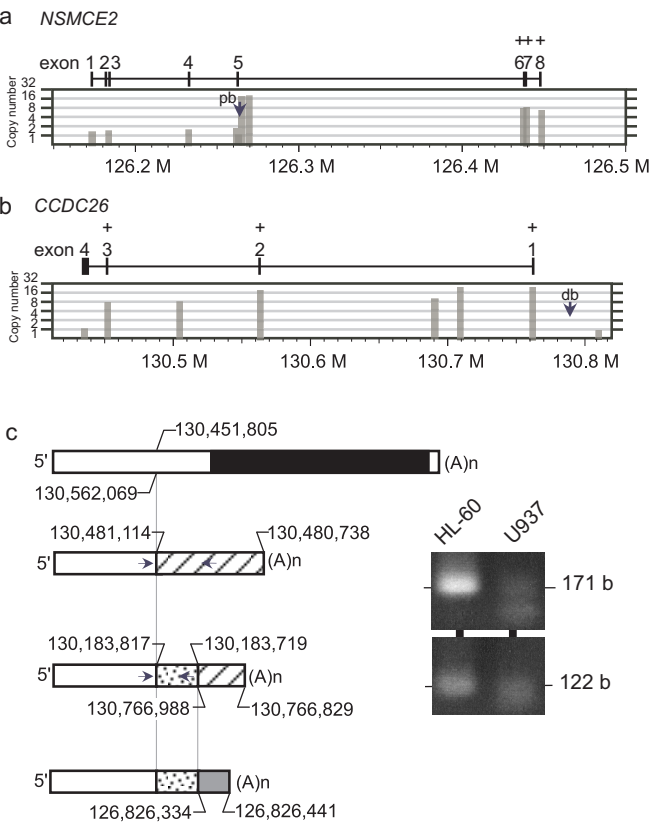 a NSMCE2
++ +
exon 1 23 4 5 67 8
Copy number
32
16
8
4
2
1
pb
126.2 M 126.3 M 126.4 M 126.5 M
b CCDC26
+ + +
exon 4 3 2 1
Copy number
32
16
8
4
2
1
db
130.5 M 130.6 M 130.7 M 130.8 M
c
130,451,805
5' (A)n
130,562,069
130,481,114 130,480,738
5' (A)n
130,183,817 130,183,719
5' (A)n
130,766,988 130,766,829
5' (A)n
126,826,334 126,826,441
HL-60 U937
171 b
122 b